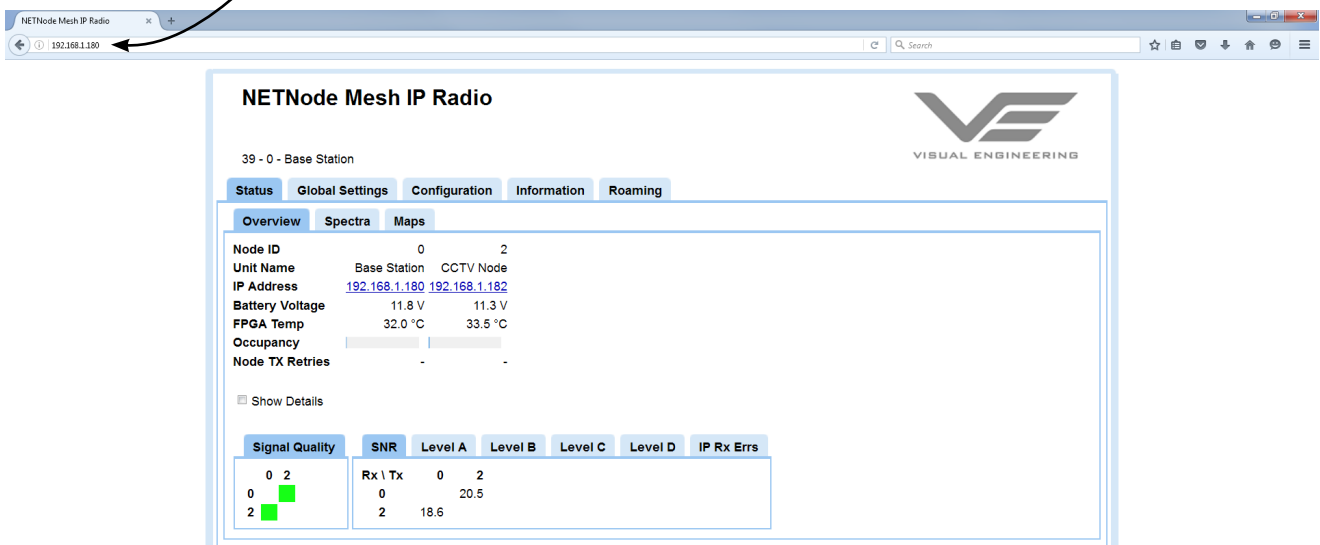 NETNode Mesh IP Radio × +
192.168.1.180 Search
NETNode Mesh IP Radio
VISUAL ENGINEERING
39 - 0 - Base Station
Status Global Settings Configuration Information Roaming
Overview Spectra Maps
Node ID 0 2
Unit Name Base Station CCTV Node
IP Address 192.168.1.180 192.168.1.182
Battery Voltage 11.8 V 11.3 V
FPGA Temp 32.0 °C 33.5 °C
Occupancy
Node TX Retries - -
Show Details
Signal Quality SNR Level A Level B Level C Level D IP Rx Errs
0 2 Rx \ Tx 0 2
0 0 20.5
2 2 18.6